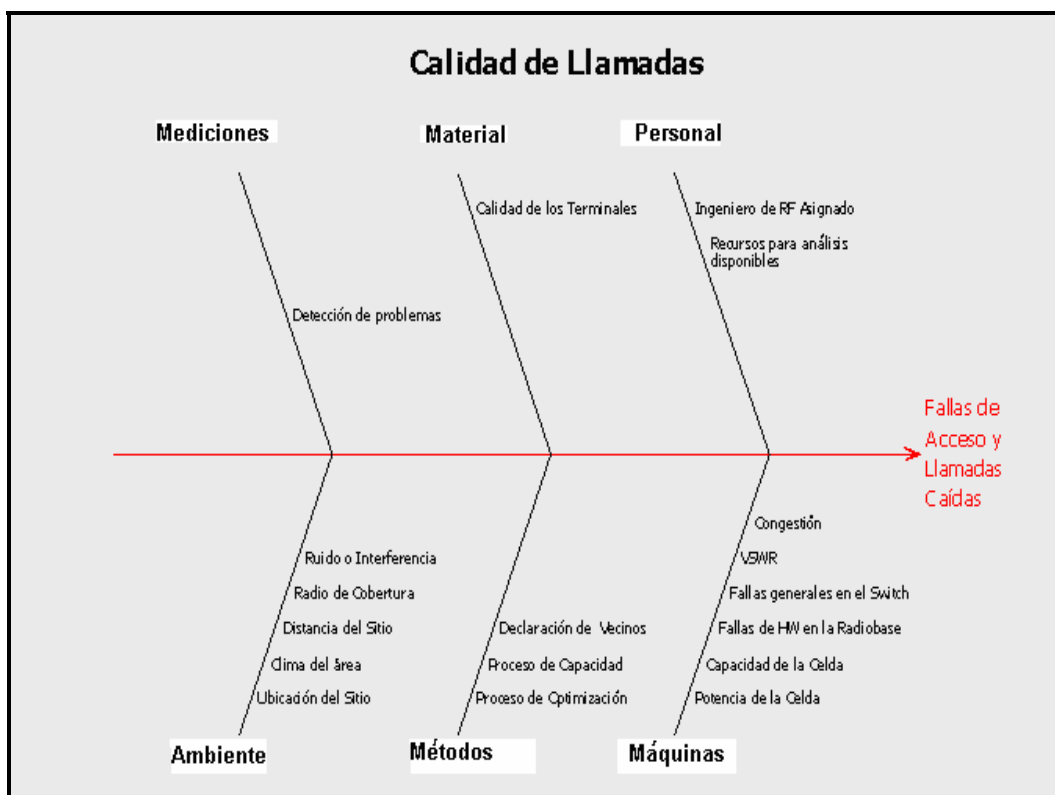 Calidad de Llamadas
Mediciones
Material
Personal
Calidad de los Terminales
Ingeniero de RF Asignado
Recursos para análisis
disponibles
Detección de problemas
Fallas de
Acceso y
Llamadas
Caídas
Congestión
Ruido o Interferencia
VSWR
Radio de Cobertura
Fallas generales en el Switch
Distancia del Sitio
Declaración de Vecinos
Fallas de HW en la Radiobase
Clima del área
Proceso de Capacidad
Capacidad de la Celda
Ubicación del Sitio
Proceso de Optimización
Potencia de la Celda
Ambiente
Métodos
Máquinas